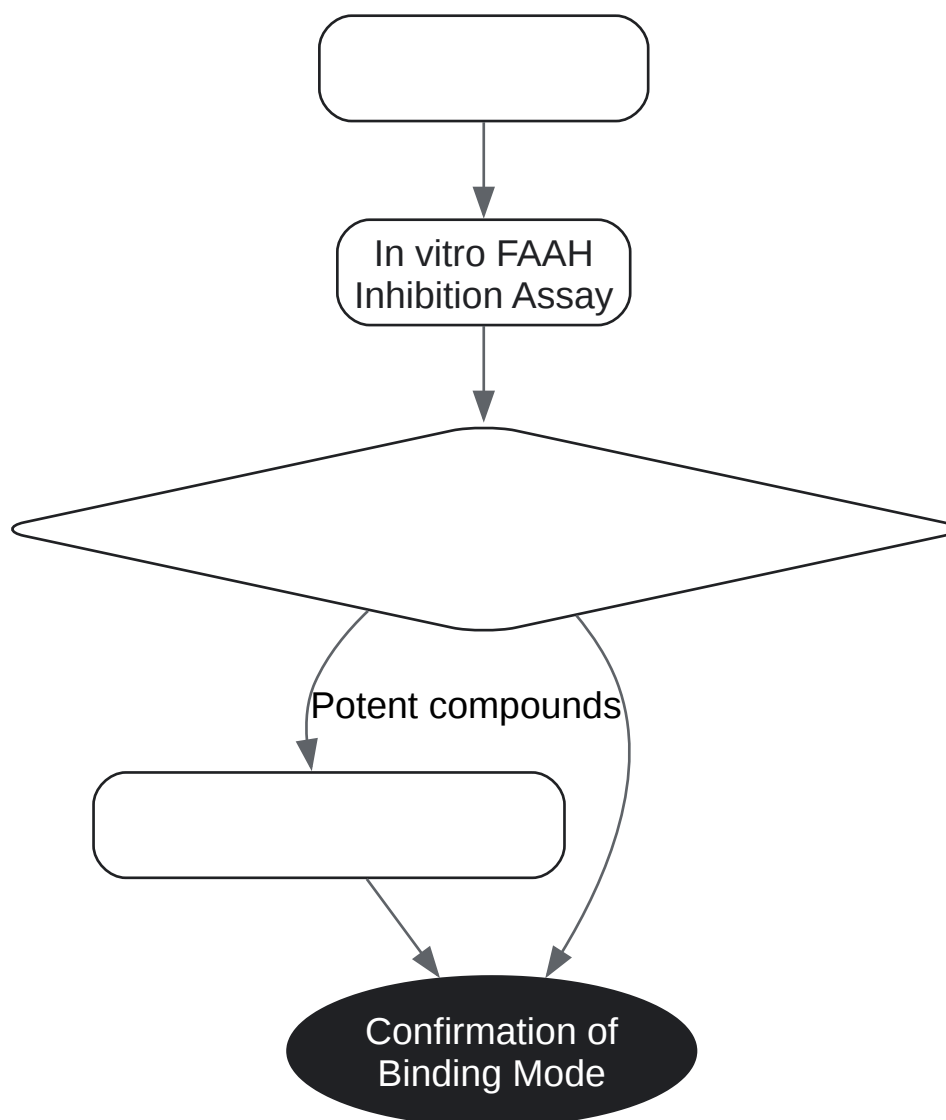 In vitro FAAH
Inhibition Assay
Potent compounds
Confirmation of
Binding Mode